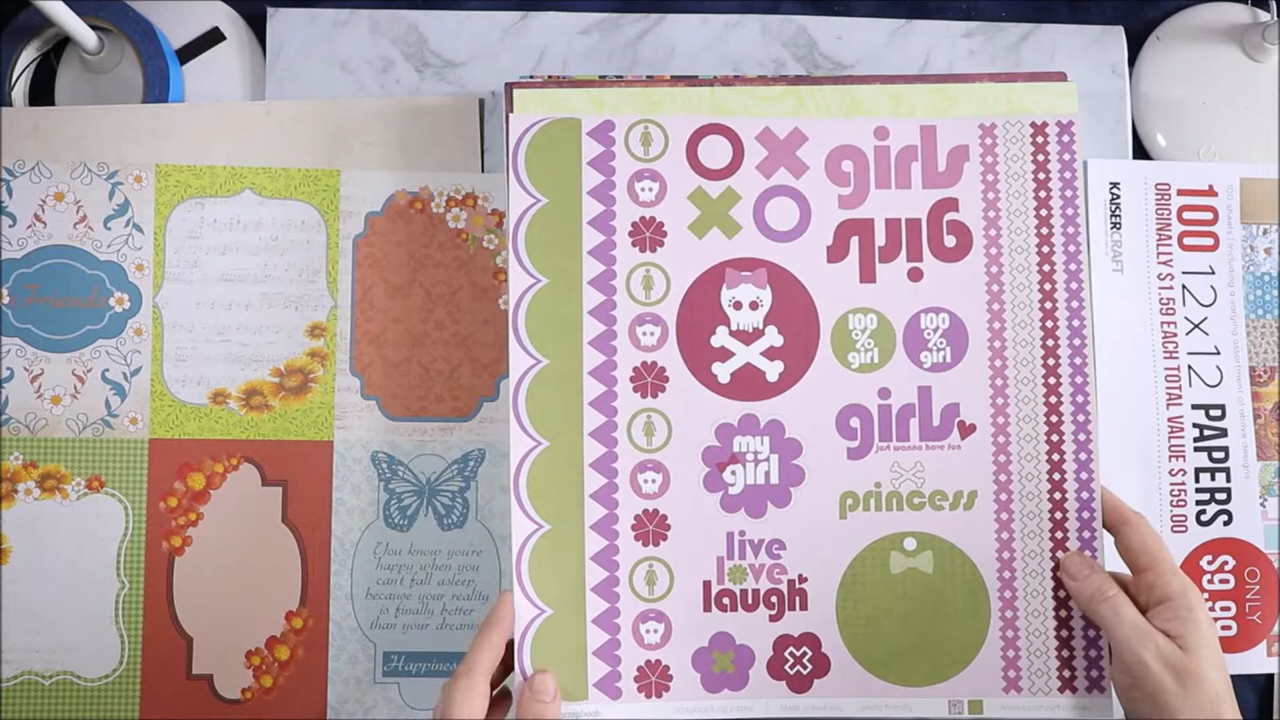 Friends
You know you're
happy when you
can't fall asleep,
because your reality
is finally better
than your dreams
girls
girls
100
%
girl
100
%
girl
girls
just wanna have fun
my
girl
princess
live
love
laugh
KAISERCRAFT
100 12x12 PAPERS
ORIGINALLY $1.59 EACH TOTAL VALUE $159.00
ONLY
$9.99